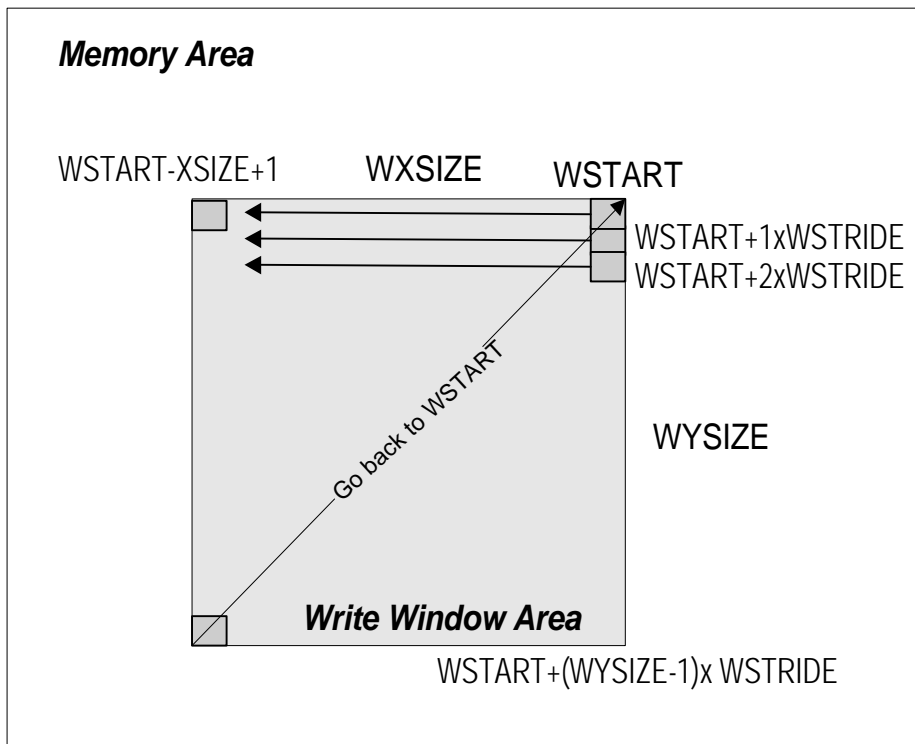 Memory Area
WSTART-XSIZE+1 WXSIZE WSTART
WSTART+1xWSTRIDE
WSTART+2xWSTRIDE
Go back to WSTART
WYSIZE
Write Window Area
WSTART+(WYSIZE-1)x WSTRIDE